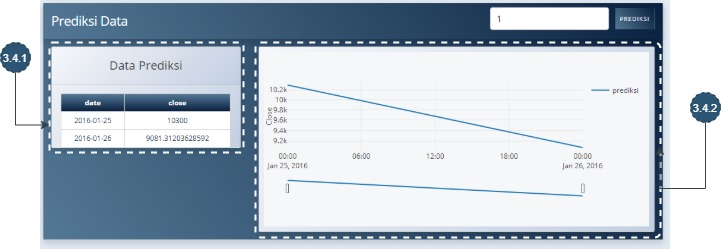 Prediksi Data
1
PREDIKSI
3.4.1
Data Prediksi
date close
2016-01-25 10300
2016-01-26 9081.31203628592
3.4.2
prediksi
Close
10.2k
10k
9.8k
9.6k
9.4k
9.2k
00:00 06:00 12:00 18:00 00:00
Jan 25, 2016 Jan 26, 2016